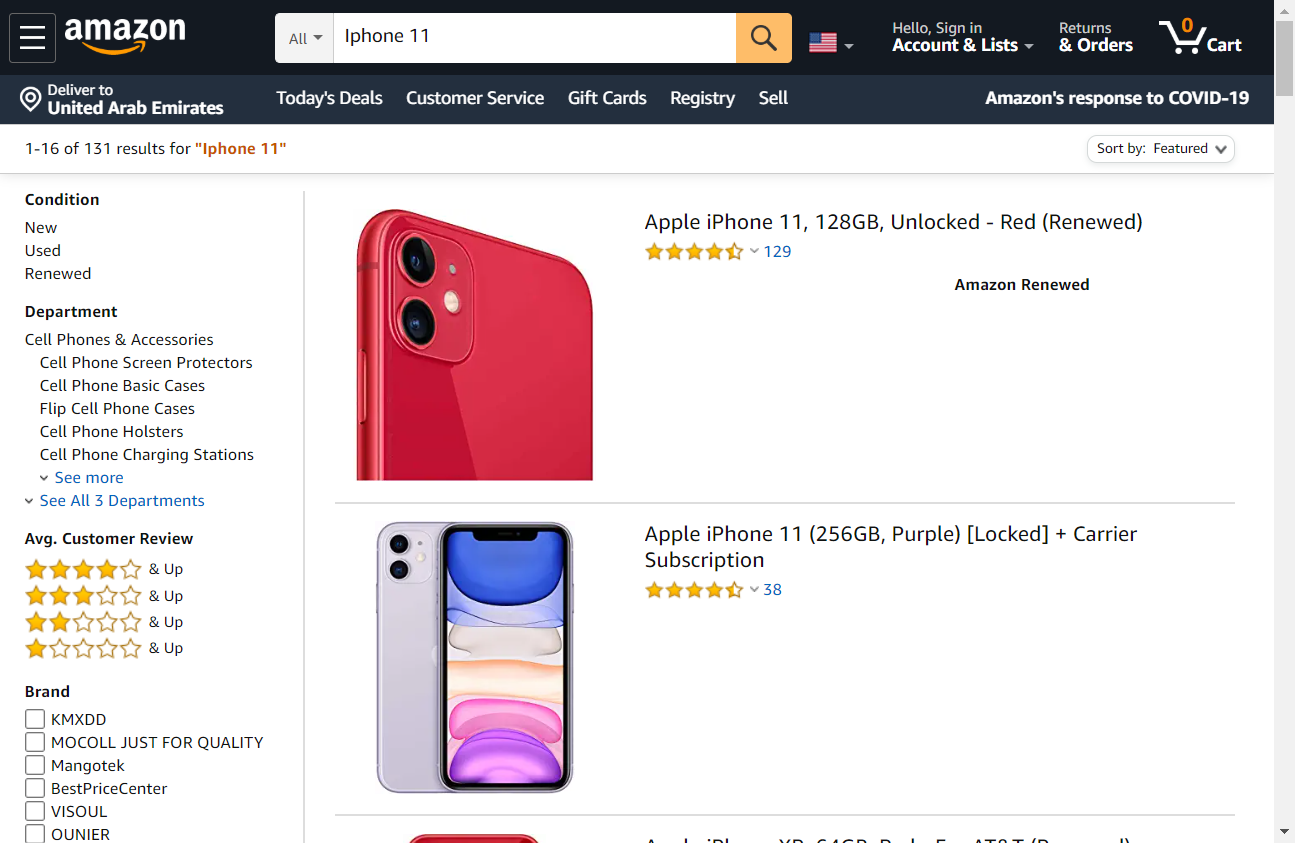 amazon
All
Iphone 11
Hello, Sign in
Account & Lists
Returns
& Orders
0
Cart
Deliver to
United Arab Emirates
Today's Deals
Customer Service
Gift Cards
Registry
Sell
Amazon's response to COVID-19
1-16 of 131 results for "Iphone 11"
Sort by: Featured
Condition
New
Used
Renewed
Department
Cell Phones & Accessories
Cell Phone Screen Protectors
Cell Phone Basic Cases
Flip Cell Phone Cases
Cell Phone Holsters
Cell Phone Charging Stations
See more
See All 3 Departments
Avg. Customer Review
& Up
& Up
& Up
& Up
Brand
KMXDD
MOCOLL JUST FOR QUALITY
Mangotek
BestPriceCenter
VISOUL
OUNIER
Apple iPhone 11, 128GB, Unlocked - Red (Renewed)
129
Amazon Renewed
Apple iPhone 11 (256GB, Purple) [Locked] + Carrier
Subscription
38